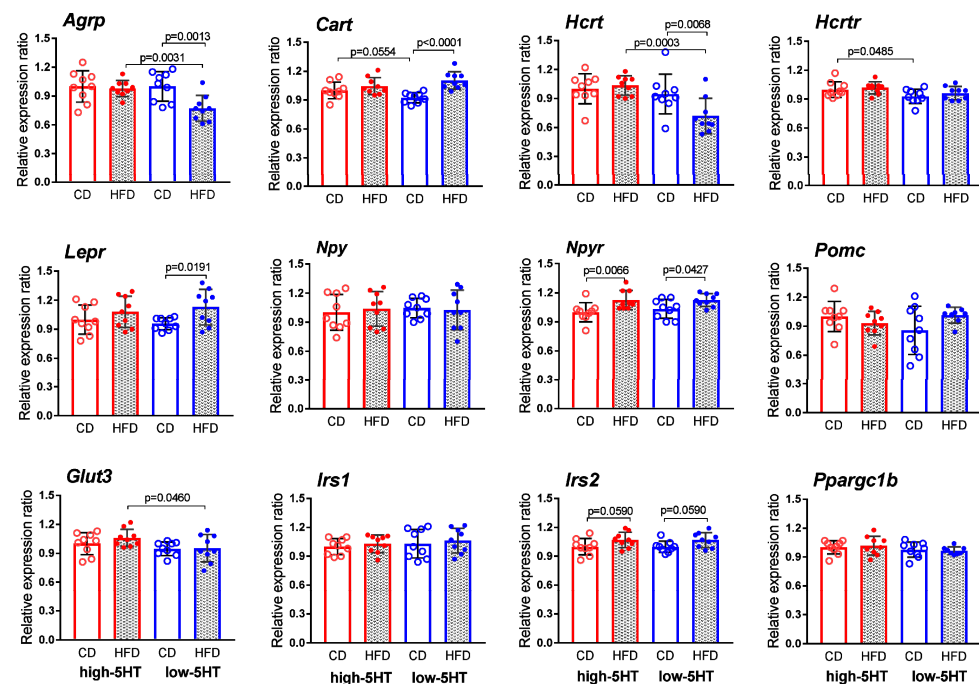 Agrp
Relative expression ratio
1.5
1.2
0.9
0.6
0.3
0.0
p=0.0013
p=0.0031
CD HFD CD HFD
Cart
Relative expression ratio
1.5
1.2
0.9
0.6
0.3
0.0
p=0.0554
p<0.0001
CD HFD CD HFD
Hcrt
Relative expression ratio
1.5
1.2
0.9
0.6
0.3
0.0
p=0.0068
p=0.0003
CD HFD CD HFD
Hcrtr
Relative expression ratio
1.5
1.2
0.9
0.6
0.3
0.0
p=0.0485
CD HFD CD HFD
Lepr
Relative expression ratio
1.5
1.2
0.9
0.6
0.3
0.0
p=0.0191
CD HFD CD HFD
Npy
Relative expression ratio
1.5
1.2
0.9
0.6
0.3
0.0
CD HFD CD HFD
Npyr
Relative expression ratio
1.5
1.2
0.9
0.6
0.3
0.0
p=0.0066
p=0.0427
CD HFD CD HFD
Pomc
Relative expression ratio
1.5
1.2
0.9
0.6
0.3
0.0
CD HFD CD HFD
Glut3
Relative expression ratio
1.5
1.2
0.9
0.6
0.3
0.0
p=0.0460
CD HFD CD HFD
high-5HT low-5HT
Irs1
Relative expression ratio
1.5
1.2
0.9
0.6
0.3
0.0
CD HFD CD HFD
high-5HT low-5HT
Irs2
Relative expression ratio
1.5
1.2
0.9
0.6
0.3
0.0
p=0.0590
p=0.0590
CD HFD CD HFD
high-5HT low-5HT
Ppargc1b
Relative expression ratio
1.5
1.2
0.9
0.6
0.3
0.0
CD HFD CD HFD
high-5HT low-5HT